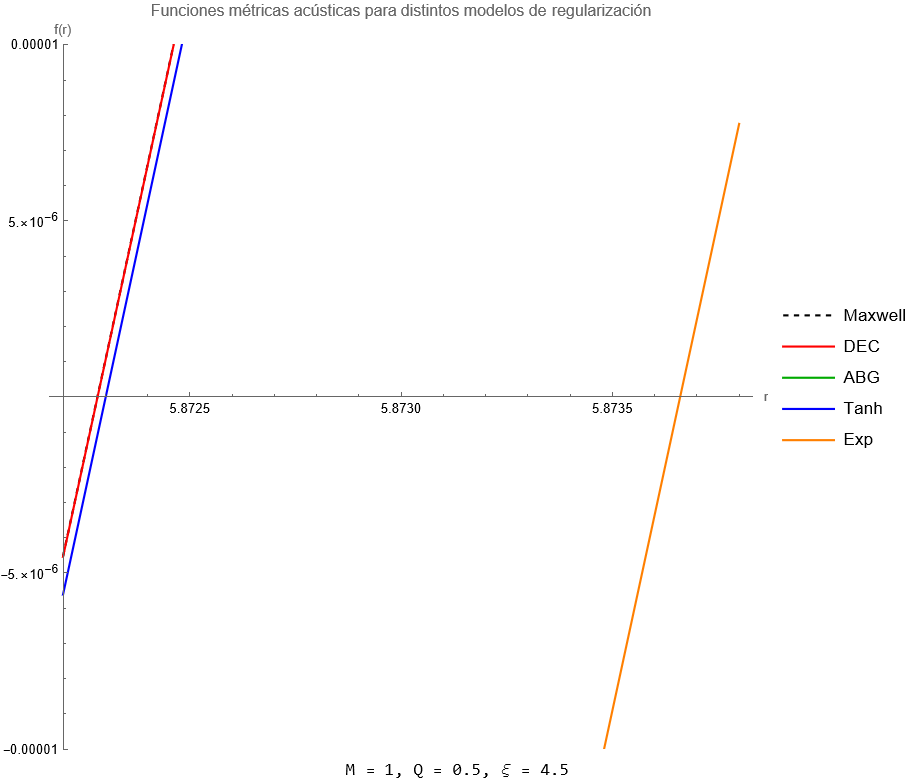 Funciones métricas acústicas para distintos modelos de regularización
f(r)
0.00001
5.×10⁻⁶
-5.×10⁻⁶
-0.00001
5.8725
5.8730
5.8735
r
Maxwell
DEC
ABG
Tanh
Exp
M = 1, Q = 0.5, ξ = 4.5